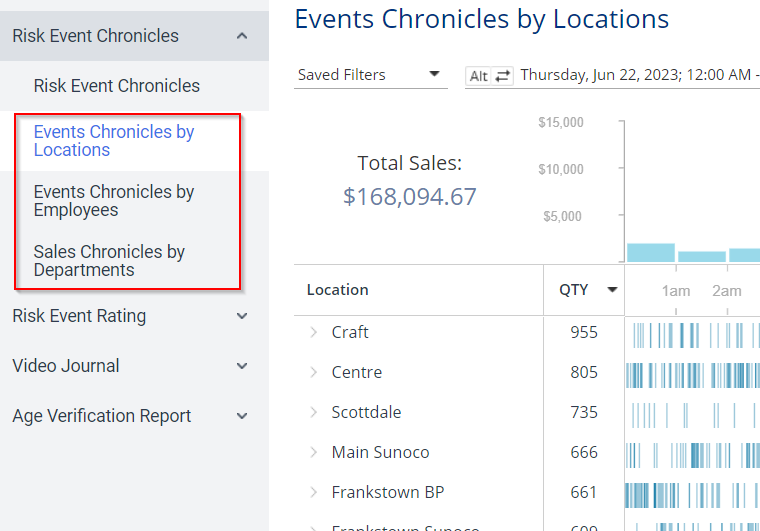 Risk Event Chronicles
Risk Event Chronicles
Events Chronicles by
Locations
Events Chronicles by
Employees
Sales Chronicles by
Departments
Risk Event Rating
Video Journal
Age Verification Report
Events Chronicles by Locations
Saved Filters
Alt Thursday, Jun 22, 2023; 12:00 AM -
Total Sales:
$168,094.67
$15,000
$10,000
$5,000
Location QTY 1am 2am
Craft 955
Centre 805
Scottdale 735
Main Sunoco 666
Frankstown BP 661
Frankstown Sunoco 609